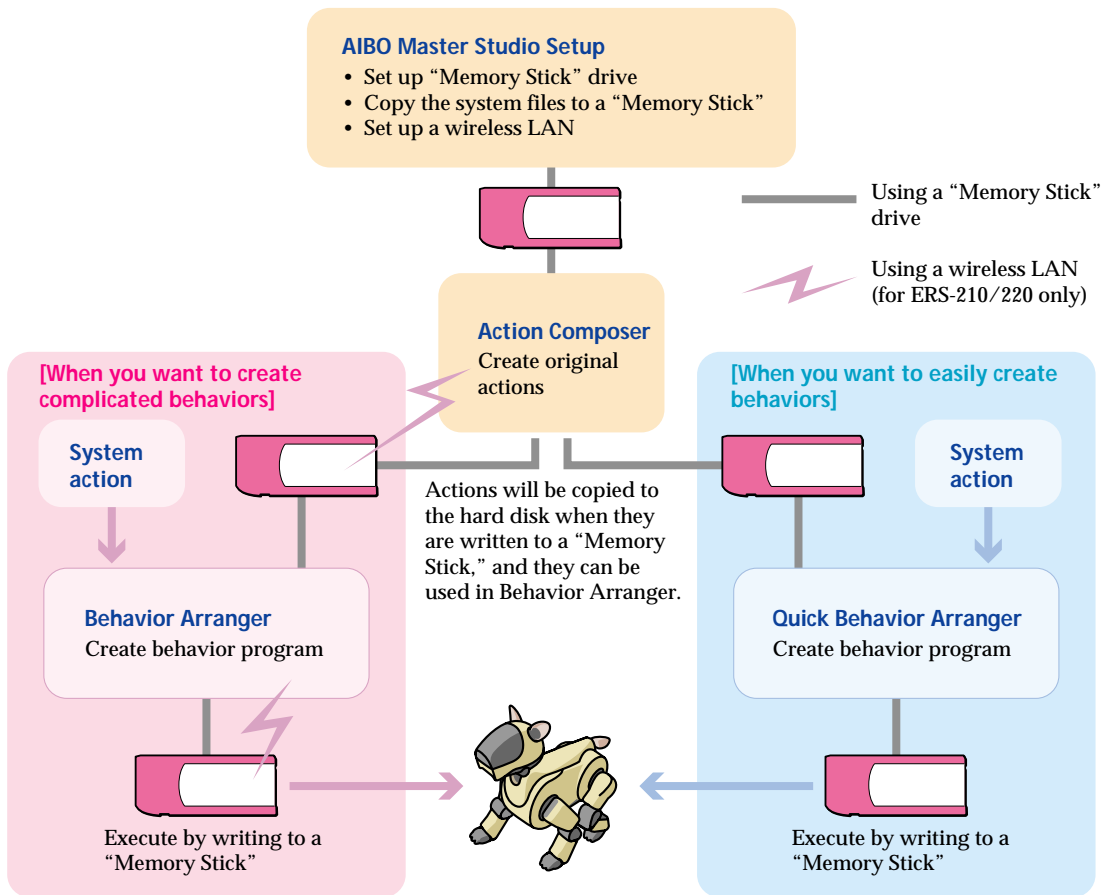 AIBO Master Studio Setup
• Set up “Memory Stick” drive
• Copy the system files to a “Memory Stick”
• Set up a wireless LAN
Using a “Memory Stick”
drive
Using a wireless LAN
(for ERS-210/220 only)
Action Composer
Create original
actions
[When you want to create
complicated behaviors]
System
action
[When you want to easily create
behaviors]
System
action
Actions will be copied to
the hard disk when they
are written to a “Memory
Stick,” and they can be
used in Behavior Arranger.
Behavior Arranger
Create behavior program
Quick Behavior Arranger
Create behavior program
Execute by writing to a
“Memory Stick”
Execute by writing to a
“Memory Stick”